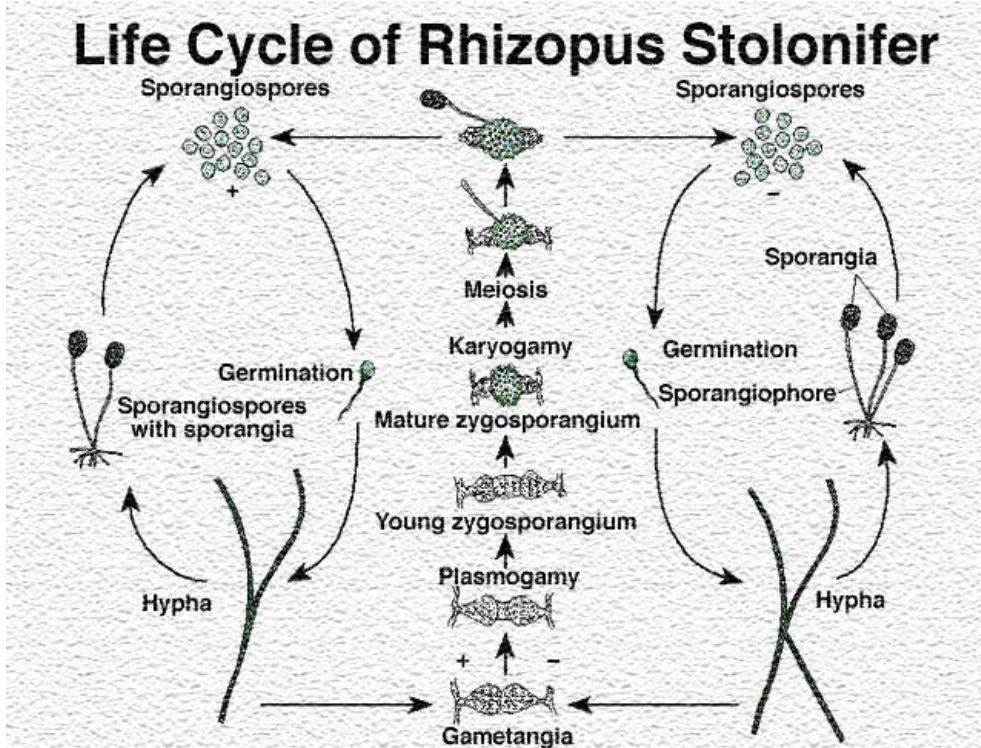 Life Cycle of Rhizopus Stolonifer
Sporangiospores
Sporangiospores
+
–
Sporangia
Meiosis
Karyogamy
Germination
Germination
Sporangiophore
Sporangiospores
with sporangia
Mature zygosporangium
Young zygosporangium
Plasmogamy
Hypha
Hypha
+
–
Gametangia